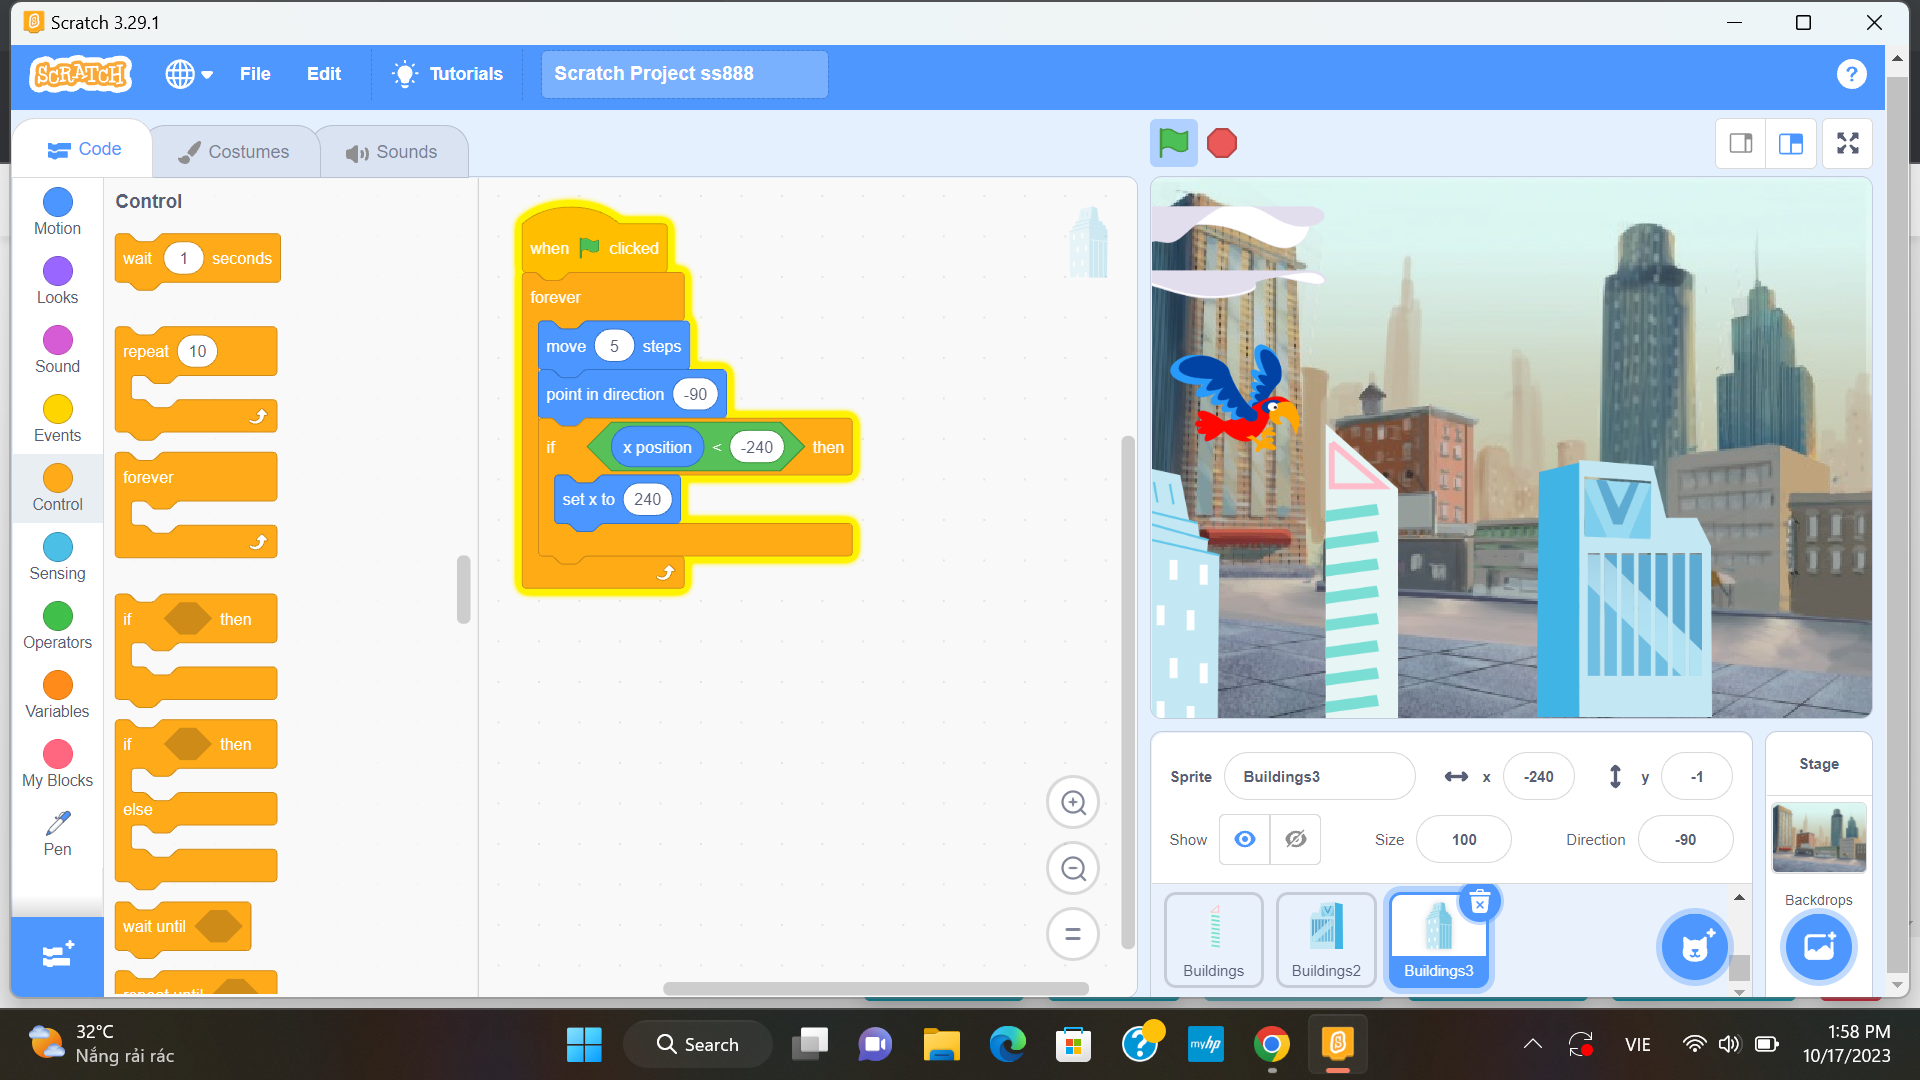 Scratch 3.29.1
SCRATCH
File
Edit
Tutorials
Scratch Project ss888
?
Code
Costumes
Sounds
Motion
Looks
Sound
Events
Control
Sensing
Operators
Variables
My Blocks
Pen
Control
wait 1 seconds
repeat 10
forever
if then
if then
else
wait until
repeat until
when clicked
forever
move 5 steps
point in direction -90
if x position < -240 then
set x to 240
V
Sprite Buildings3 x -240 y -1
Show Size 100 Direction -90
Buildings
Buildings2
Buildings3
Stage
Backdrops
32°C
Nắng rải rác
Search
myhp
VIE
1:58 PM
10/17/2023